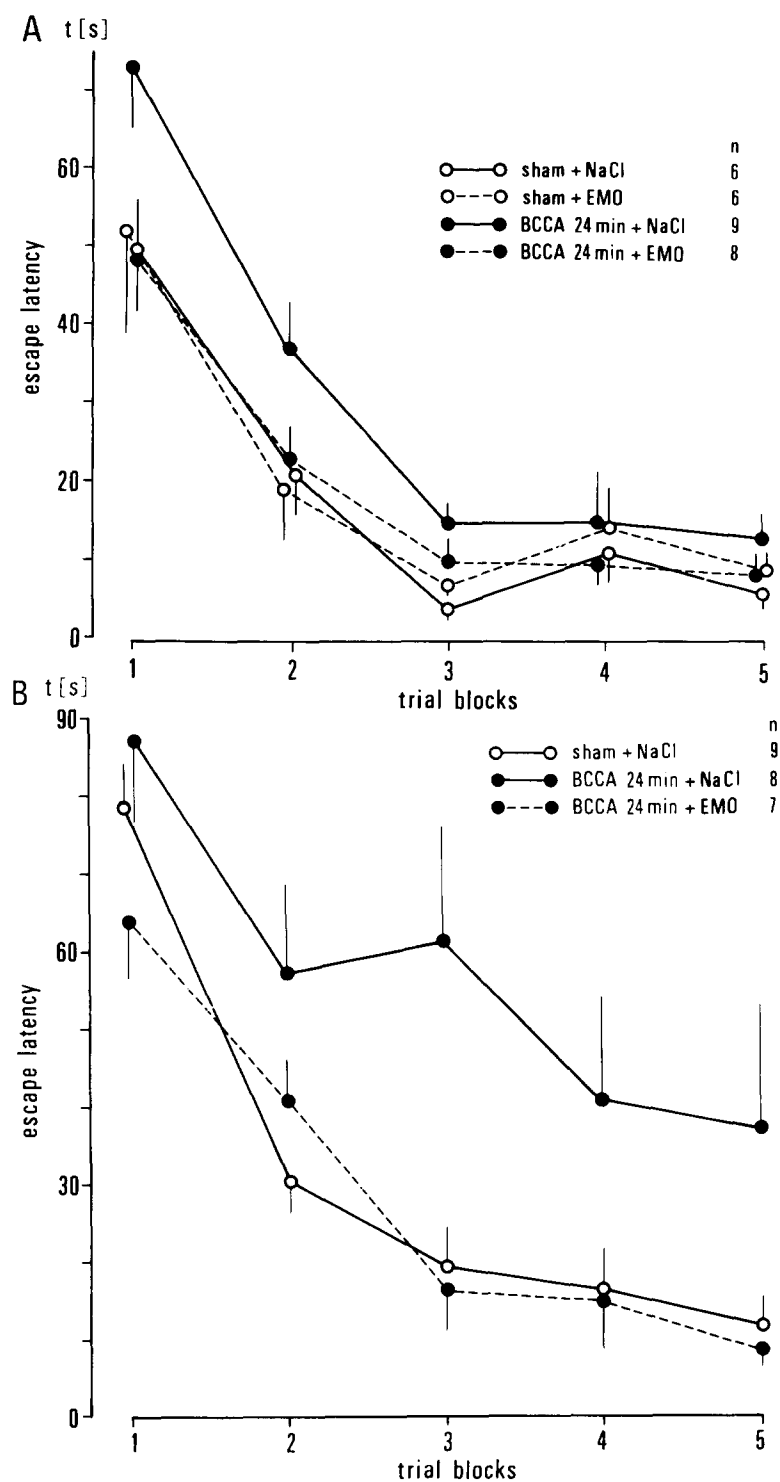 A t [s]
n
sham + NaCl 6
sham + EMO 6
BCCA 24 min + NaCl 9
BCCA 24 min + EMO 8
60
40
20
0
escape latency
1 2 3 4 5
trial blocks
B t [s]
n
sham + NaCl 9
BCCA 24 min + NaCl 8
BCCA 24 min + EMO 7
90
60
30
0
escape latency
1 2 3 4 5
trial blocks